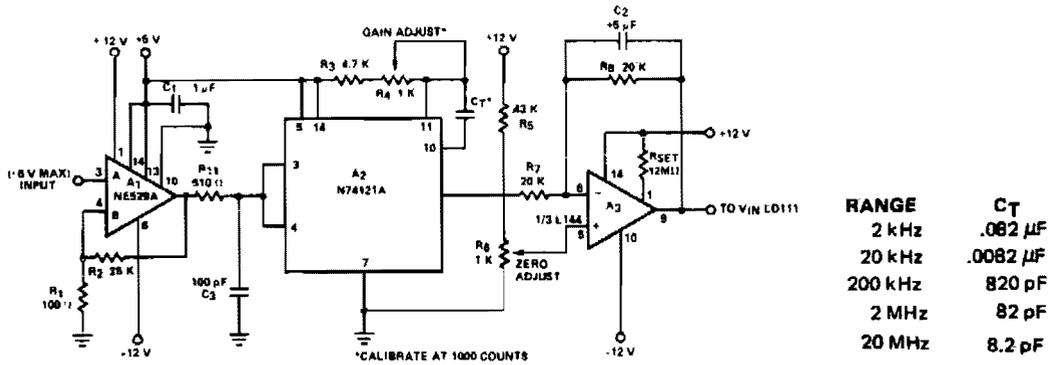 +12 V
+5 V
GAIN ADJUST*
+12 V
C2
+5 µF
R8 20 K
R3 4.7 K
R4 1 K
C1 1 µF
CT*
43 K
R5
5
14
11
10
+12 V
RSET
12MΩ
1
14
13
10
(+6 V MAX)
INPUT
3
A
A1
NE529A
4
B
6
R11
510 Ω
3
4
A2
N74121A
R7
20 K
6
−
14
1
A3
TO VIN LD111
9
1/3 L144
5
+
10
R6
1 K
ZERO
ADJUST
7
R2
R1
100 Ω
100 pF
C3
-12 V
-12 V
*CALIBRATE AT 1000 COUNTS
RANGE CT
2 kHz .082 µF
20 kHz .0082 µF
200 kHz 820 pF
2 MHz 82 pF
20 MHz 8.2 pF